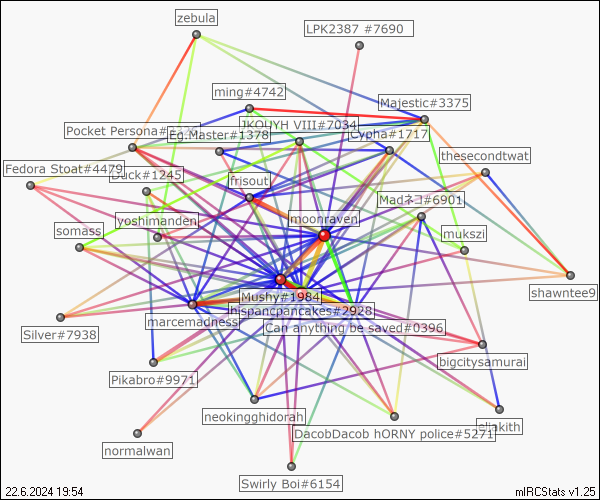 zebula
LPK2387 #7690
ming#4742
Majestic#3375
JKOUYH VIII#7034
Pocket Persona#
Eg.Master#1378
Cypha#1717
thesecondtwat
Fedora Stoat#4479
Duck#1245
frisout
Madネコ#6901
moonraven
yoshimanden
somass
mukszi
shawntee9
Mushy#1984
hispancpancakes#2928
marcemadness
Can anything be saved#0396
Silver#7938
bigcitysamurai
Pikabro#9971
neokingghidorah
DacobDacob hORNY police#5271
normalwan
Swirly Boi#6154
22.6.2024 19:54
mIRCStats v1.25